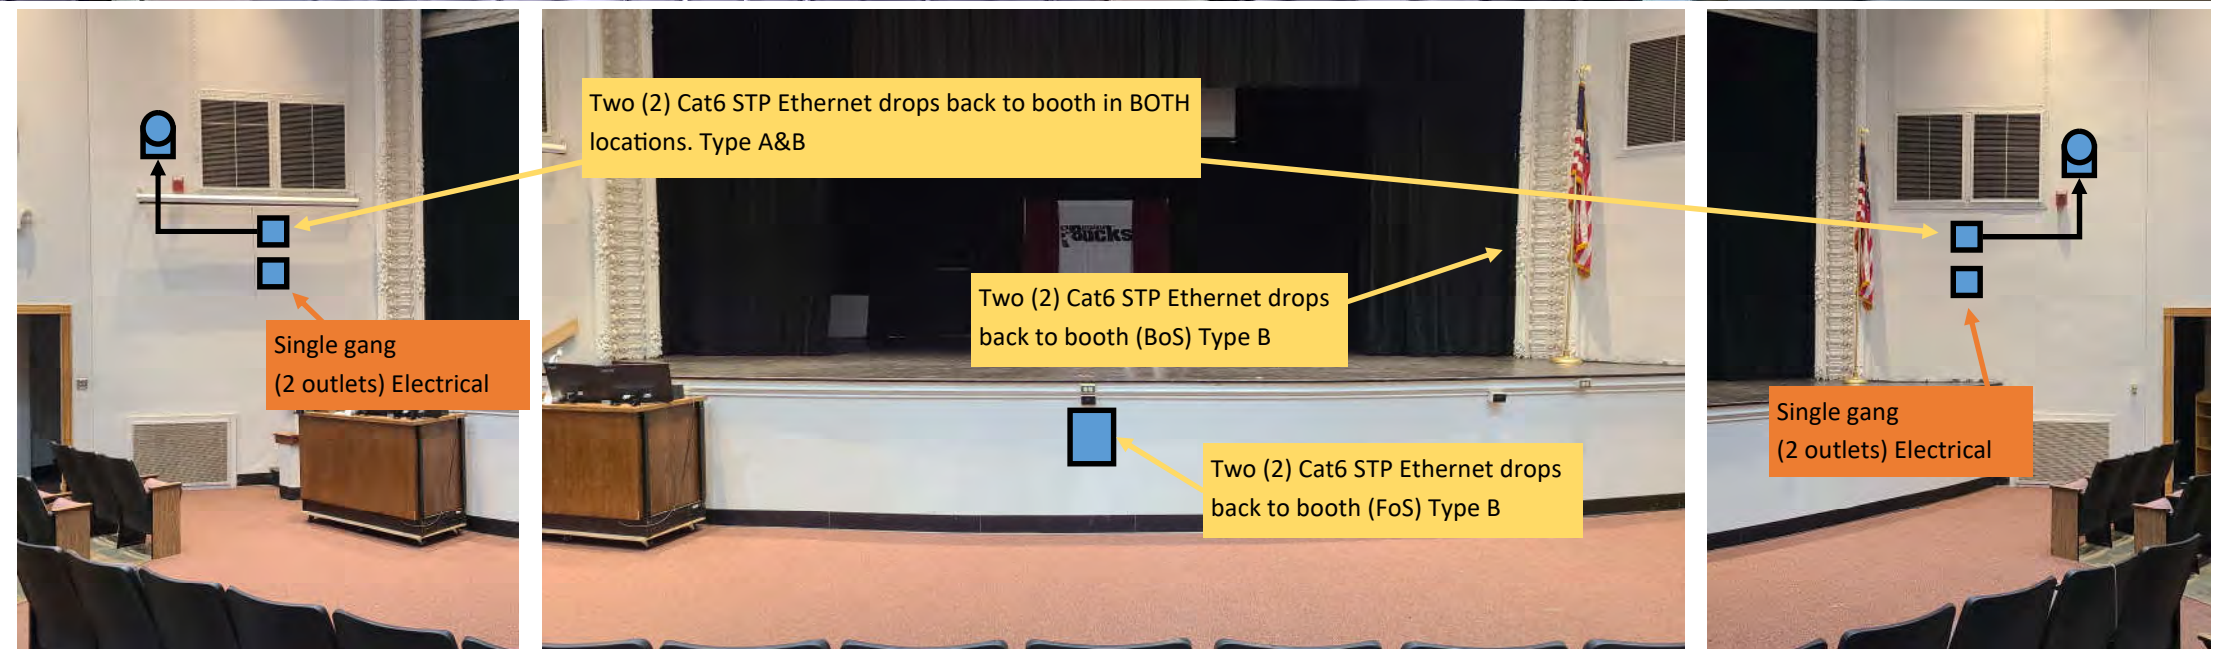 Two (2) Cat6 STP Ethernet drops back to booth in BOTH
locations. Type A&B
Bucks
Two (2) Cat6 STP Ethernet drops
back to booth (BoS) Type B
Single gang
(2 outlets) Electrical
Single gang
(2 outlets) Electrical
Two (2) Cat6 STP Ethernet drops
back to booth (FoS) Type B